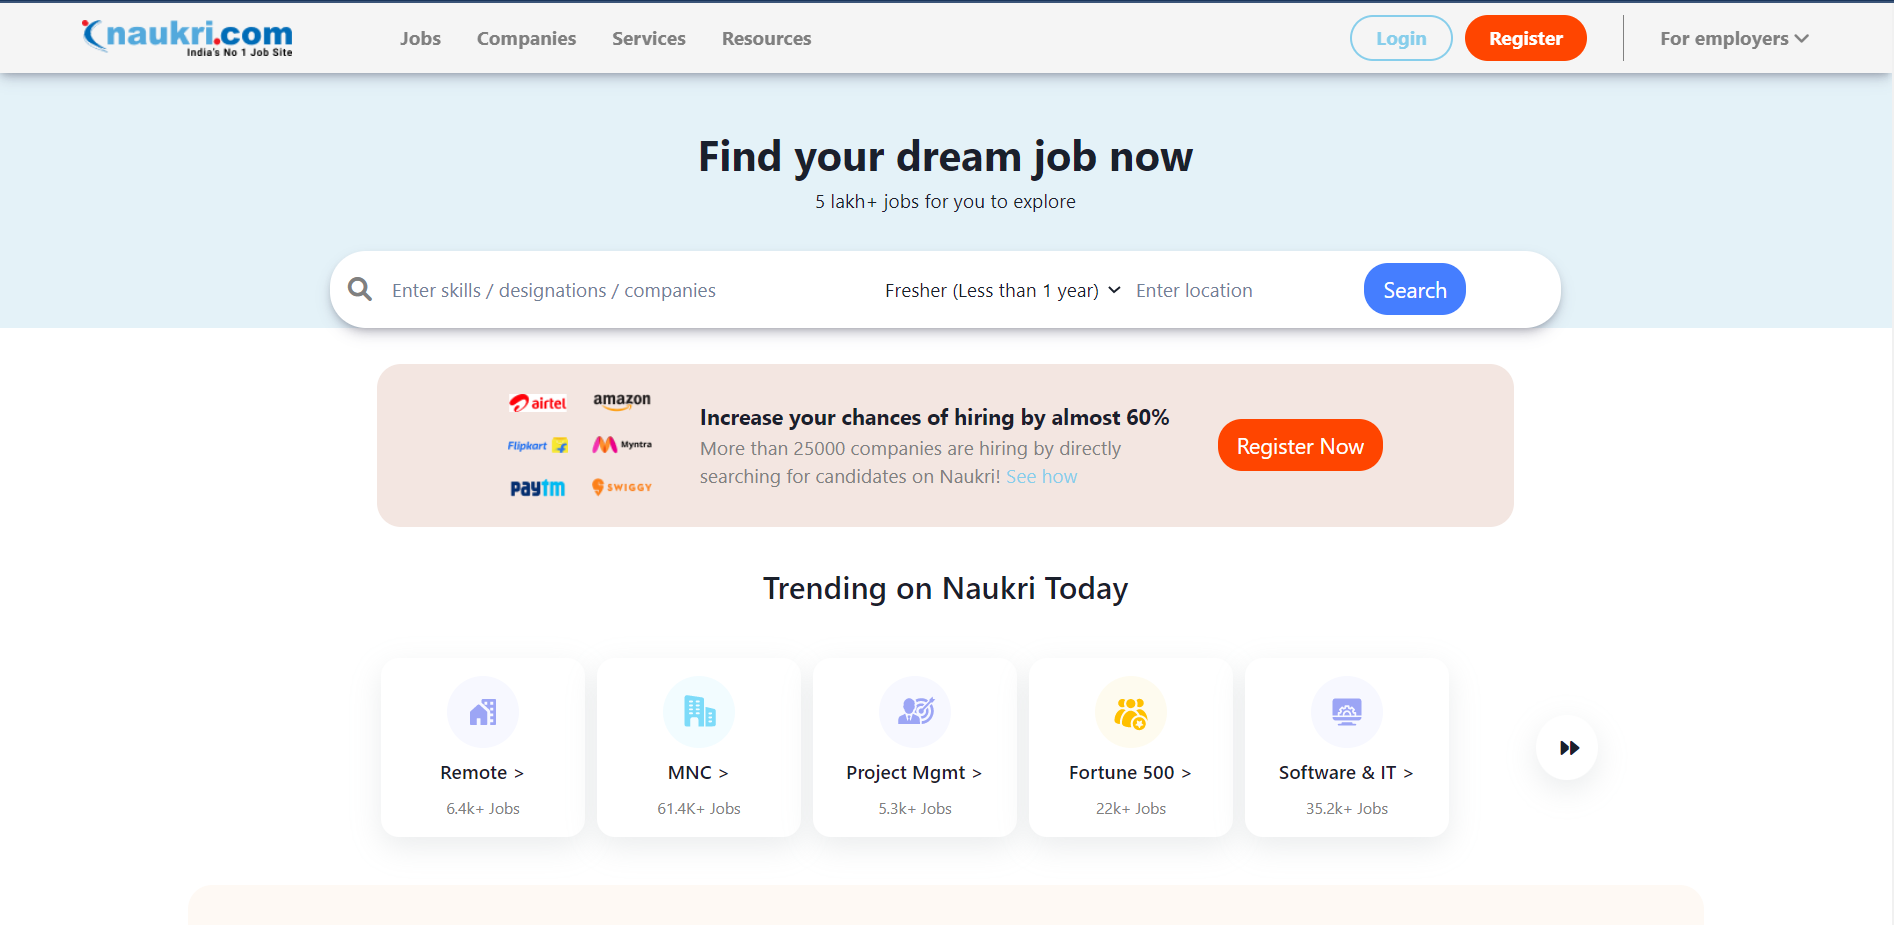 naukri.com
India's No 1 Job Site
Jobs Companies Services Resources
Login Register For employers
Find your dream job now
5 lakh+ jobs for you to explore
Enter skills / designations / companies Fresher (Less than 1 year) Enter location Search
airtel amazon
Flipkart Myntra
paytm SWIGGY
Increase your chances of hiring by almost 60%
More than 25000 companies are hiring by directly
searching for candidates on Naukri! See how
Register Now
Trending on Naukri Today
Remote > MNC > Project Mgmt > Fortune 500 > Software & IT >
6.4k+ Jobs 61.4K+ Jobs 5.3k+ Jobs 22k+ Jobs 35.2k+ Jobs